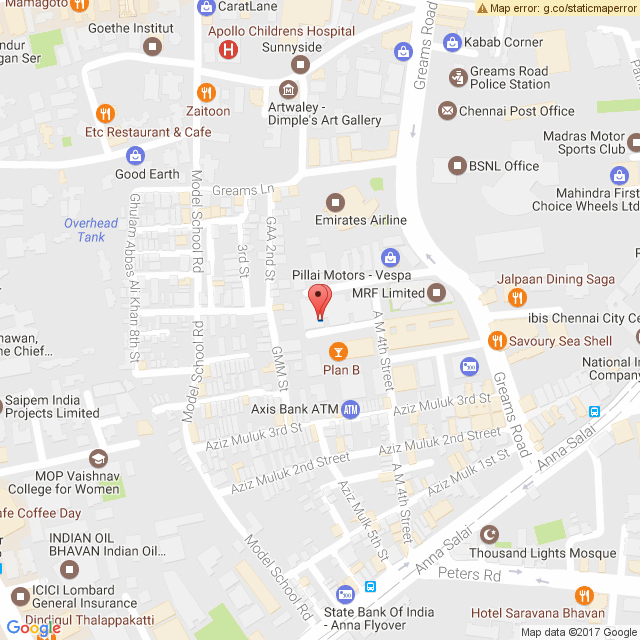 Mamagoto
CaratLane
Map error: g.co/staticmaperror
Goethe Institut
Apollo Childrens Hospital
Sunnyside
Greams Road
Kabab Corner
Greams Road
Police Station
Zaitoon
Artwaley -
Dimple's Art Gallery
Chennai Post Office
Etc Restaurant & Cafe
Madras Motor
Sports Club
Good Earth
BSNL Office
Model School Rd
Greams Ln
Mahindra First
Choice Wheels Ltd
Emirates Airline
Overhead
Tank
Ghulam Abbas Ali Khan 8th St
3rd St
GAA 2nd St
Pillai Motors - Vespa
Jalpaan Dining Saga
MRF Limited
ibis Chennai City Ce
A M 4th Street
Savoury Sea Shell
Model School Rd
GMM St
Plan B
National In
Company
Greams Road
Saipem India
Projects Limited
Axis Bank ATM
ATM
Aziz Muluk 3rd St
Aziz Muluk 3rd St
Aziz Muluk 2nd Street
Anna Salai
MOP Vaishnav
College for Women
Aziz Muluk 2nd Street
Aziz Muluk 1st St
A M 4th Street
Aziz Mulk 5th St
afe Coffee Day
INDIAN OIL
BHAVAN Indian Oil...
Model School Rd
Anna Salai
Thousand Lights Mosque
Peters Rd
ICICI Lombard
General Insurance
State Bank Of India
- Anna Flyover
Hotel Saravana Bhavan
Dindigul Thalappakatti
Google
Map data ©2017 Google